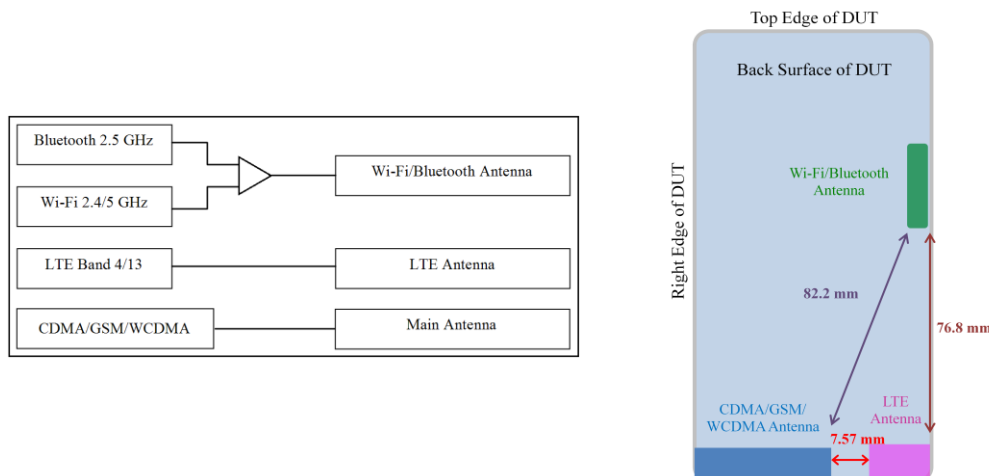 Bluetooth 2.5 GHz
Wi-Fi 2.4/5 GHz
Wi-Fi/Bluetooth Antenna
LTE Band 4/13
LTE Antenna
CDMA/GSM/WCDMA
Main Antenna
Top Edge of DUT
Back Surface of DUT
Right Edge of DUT
Wi-Fi/Bluetooth
Antenna
82.2 mm
76.8 mm
CDMA/GSM/
WCDMA Antenna
LTE
Antenna
7.57 mm